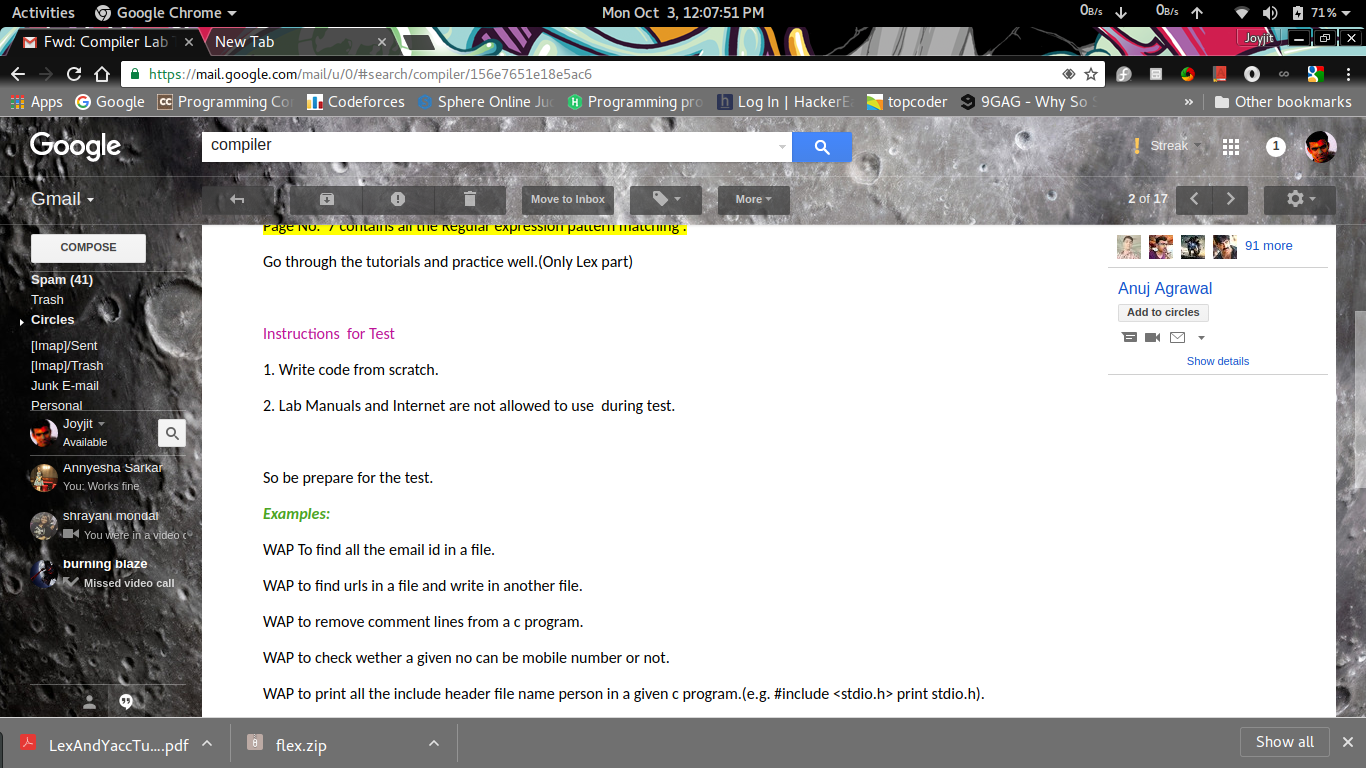 Activities Google Chrome Mon Oct 3, 12:07:51 PM 0B/s 0B/s 71%
Fwd: Compiler Lab T New Tab Joyjit
https://mail.google.com/mail/u/0/#search/compiler/156e7651e18e5ac6
Apps Google Programming Co Codeforces Sphere Online Ju Programming pro Log In | HackerE topcoder 9GAG - Why So S » Other bookmarks
Google compiler Streak 1
Gmail Move to Inbox More 2 of 17
COMPOSE
Spam (41)
Trash
Circles
[Imap]/Sent
[Imap]/Trash
Junk E-mail
Personal
Joyjit
Available
Annyesha Sarkar
You: Works fine
shrayani mondal
You were in a video c
burning blaze
Missed video call
Page No. 7 contains all the Regular expression pattern matching .
Go through the tutorials and practice well.(Only Lex part)
Instructions for Test
1. Write code from scratch.
2. Lab Manuals and Internet are not allowed to use during test.
So be prepare for the test.
Examples:
WAP To find all the email id in a file.
WAP to find urls in a file and write in another file.
WAP to remove comment lines from a c program.
WAP to check wether a given no can be mobile number or not.
WAP to print all the include header file name person in a given c program.(e.g. #include <stdio.h> print stdio.h).
91 more
Anuj Agrawal
Add to circles
Show details
LexAndYaccTu....pdf flex.zip Show all